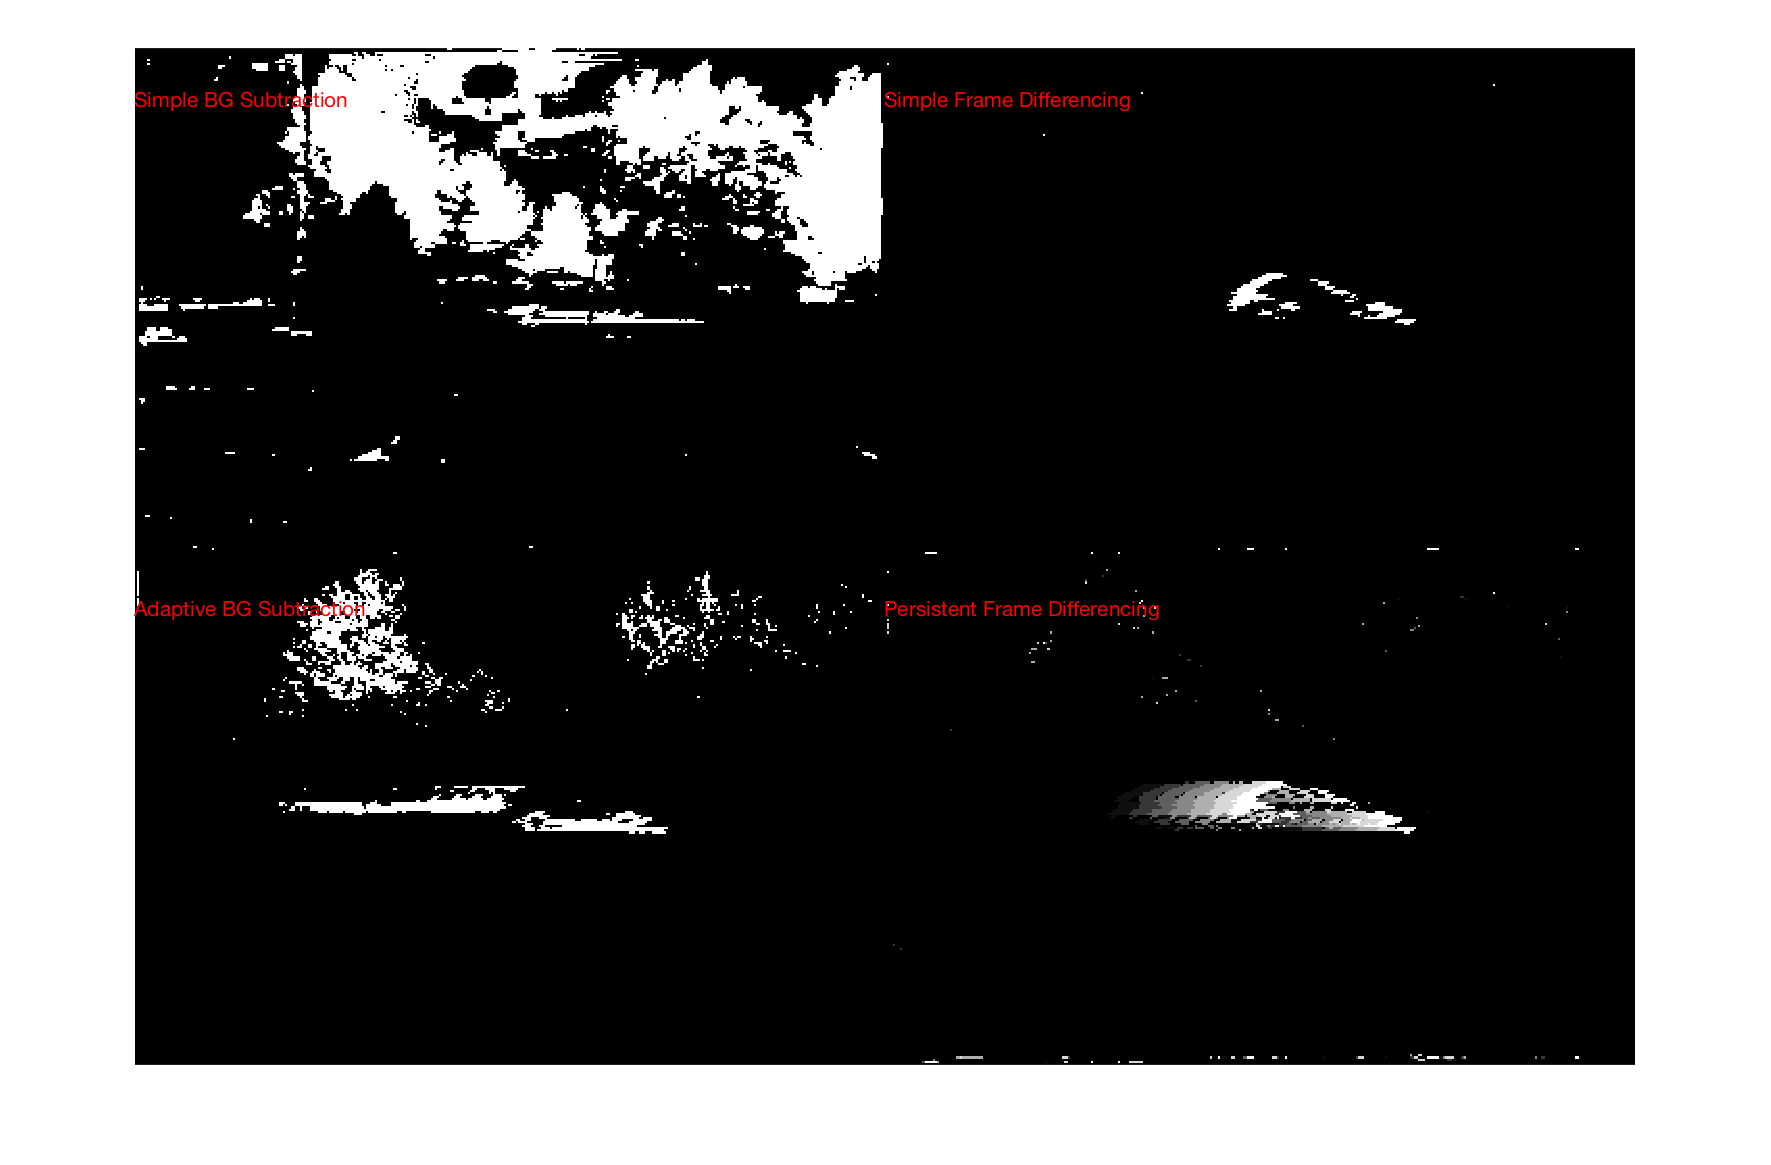 Simple BG Subtraction
Simple Frame Differencing
Adaptive BG Subtraction
Persistent Frame Differencing